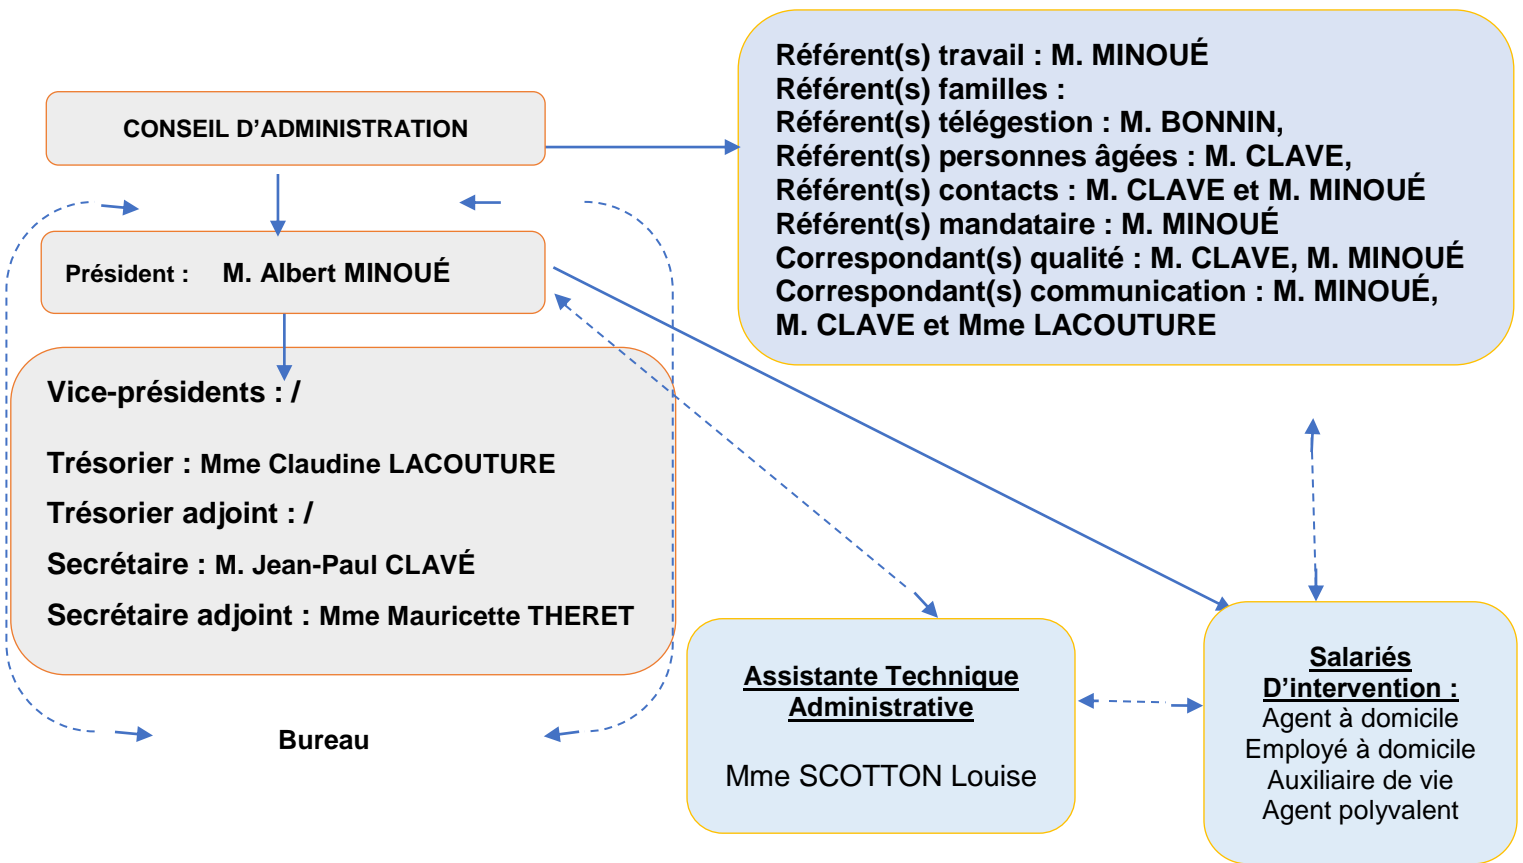 CONSEIL D'ADMINISTRATION
Président : M. Albert MINOUÉ
Vice-présidents : /
Trésorier : Mme Claudine LACOUTURE
Trésorier adjoint : /
Secrétaire : M. Jean-Paul CLAVÉ
Secrétaire adjoint : Mme Mauricette THERET
Bureau
Référent(s) travail : M. MINOUÉ
Référent(s) familles :
Référent(s) télégestion : M. BONNIN,
Référent(s) personnes âgées : M. CLAVE,
Référent(s) contacts : M. CLAVE et M. MINOUÉ
Référent(s) mandataire : M. MINOUÉ
Correspondant(s) qualité : M. CLAVE, M. MINOUÉ
Correspondant(s) communication : M. MINOUÉ,
M. CLAVE et Mme LACOUTURE
Assistante Technique
Administrative
Mme SCOTTON Louise
Salariés
D'intervention :
Agent à domicile
Employé à domicile
Auxiliaire de vie
Agent polyvalent